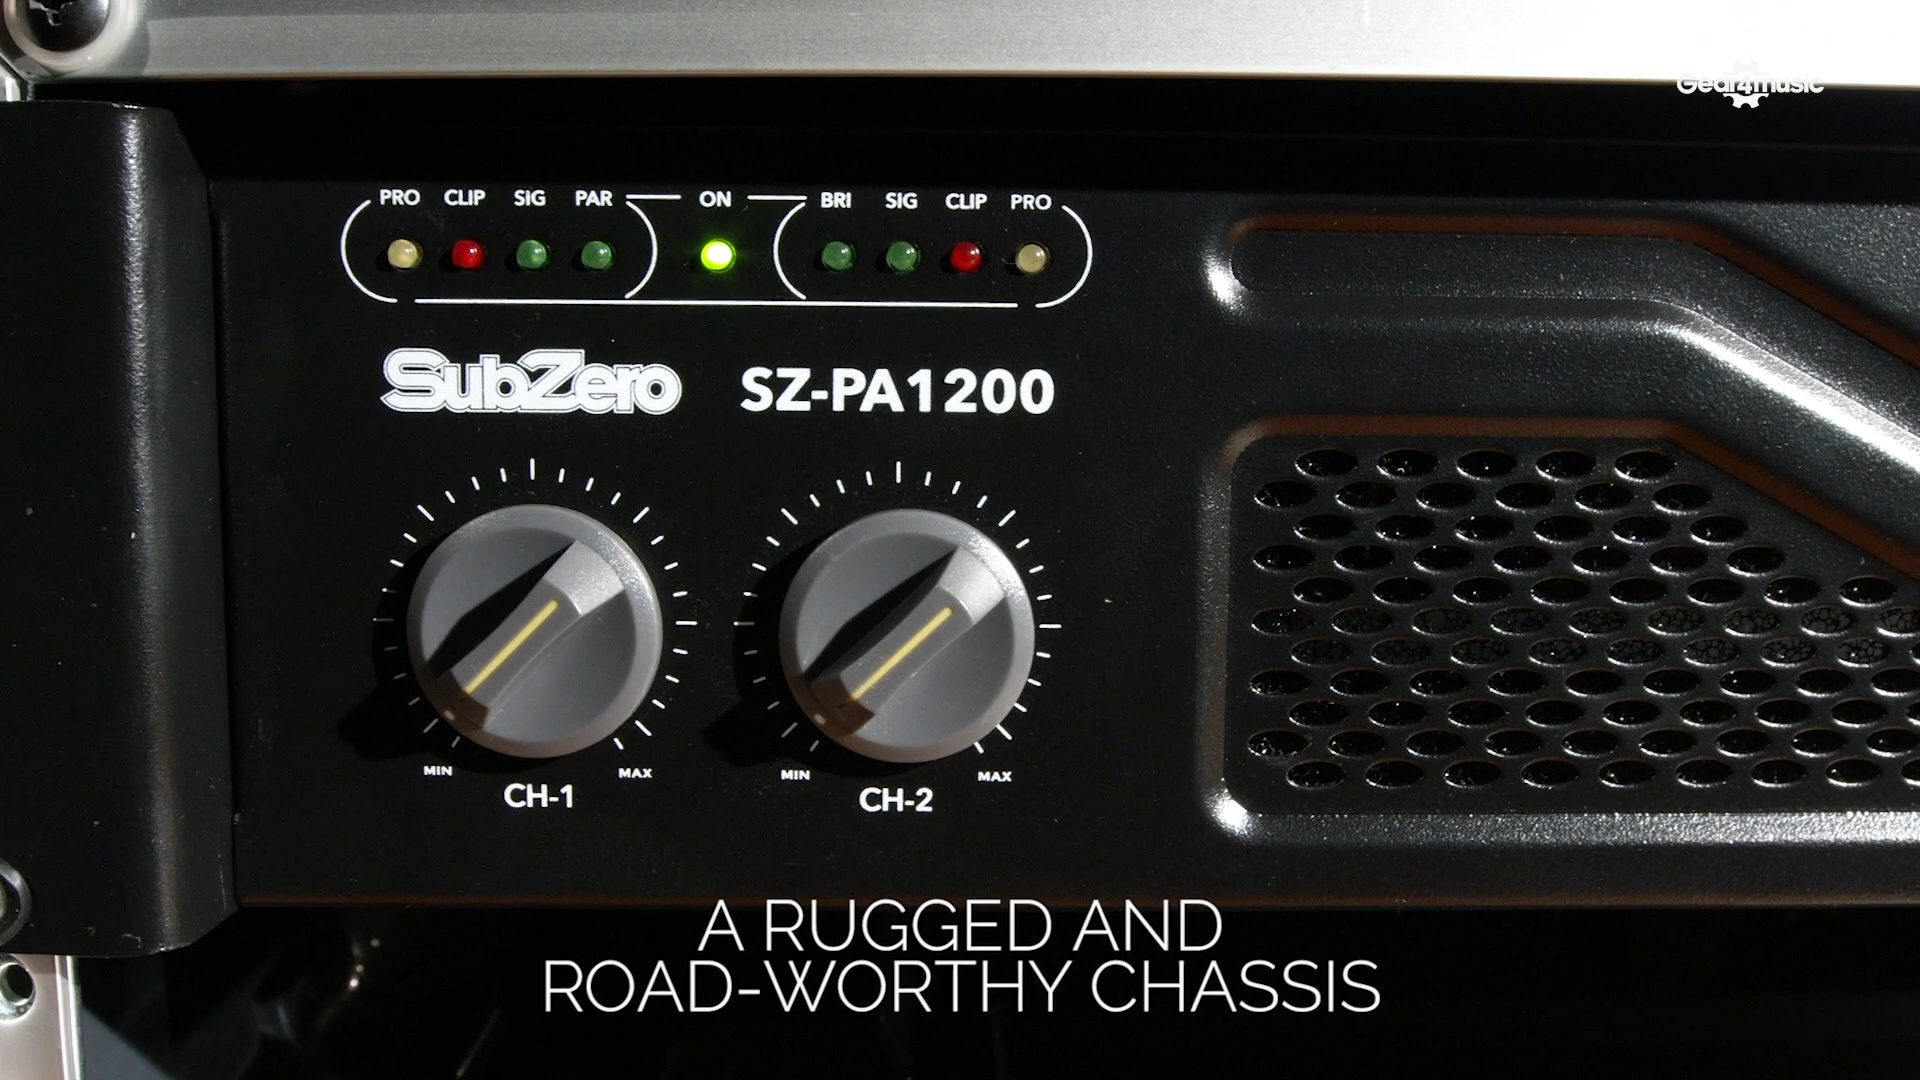 Gear4music
PRO CLIP SIG PAR ON BRI SIG CLIP PRO
SubZero SZ-PA1200
MIN MAX MIN MAX
CH-1 CH-2
A RUGGED AND
ROAD-WORTHY CHASSIS